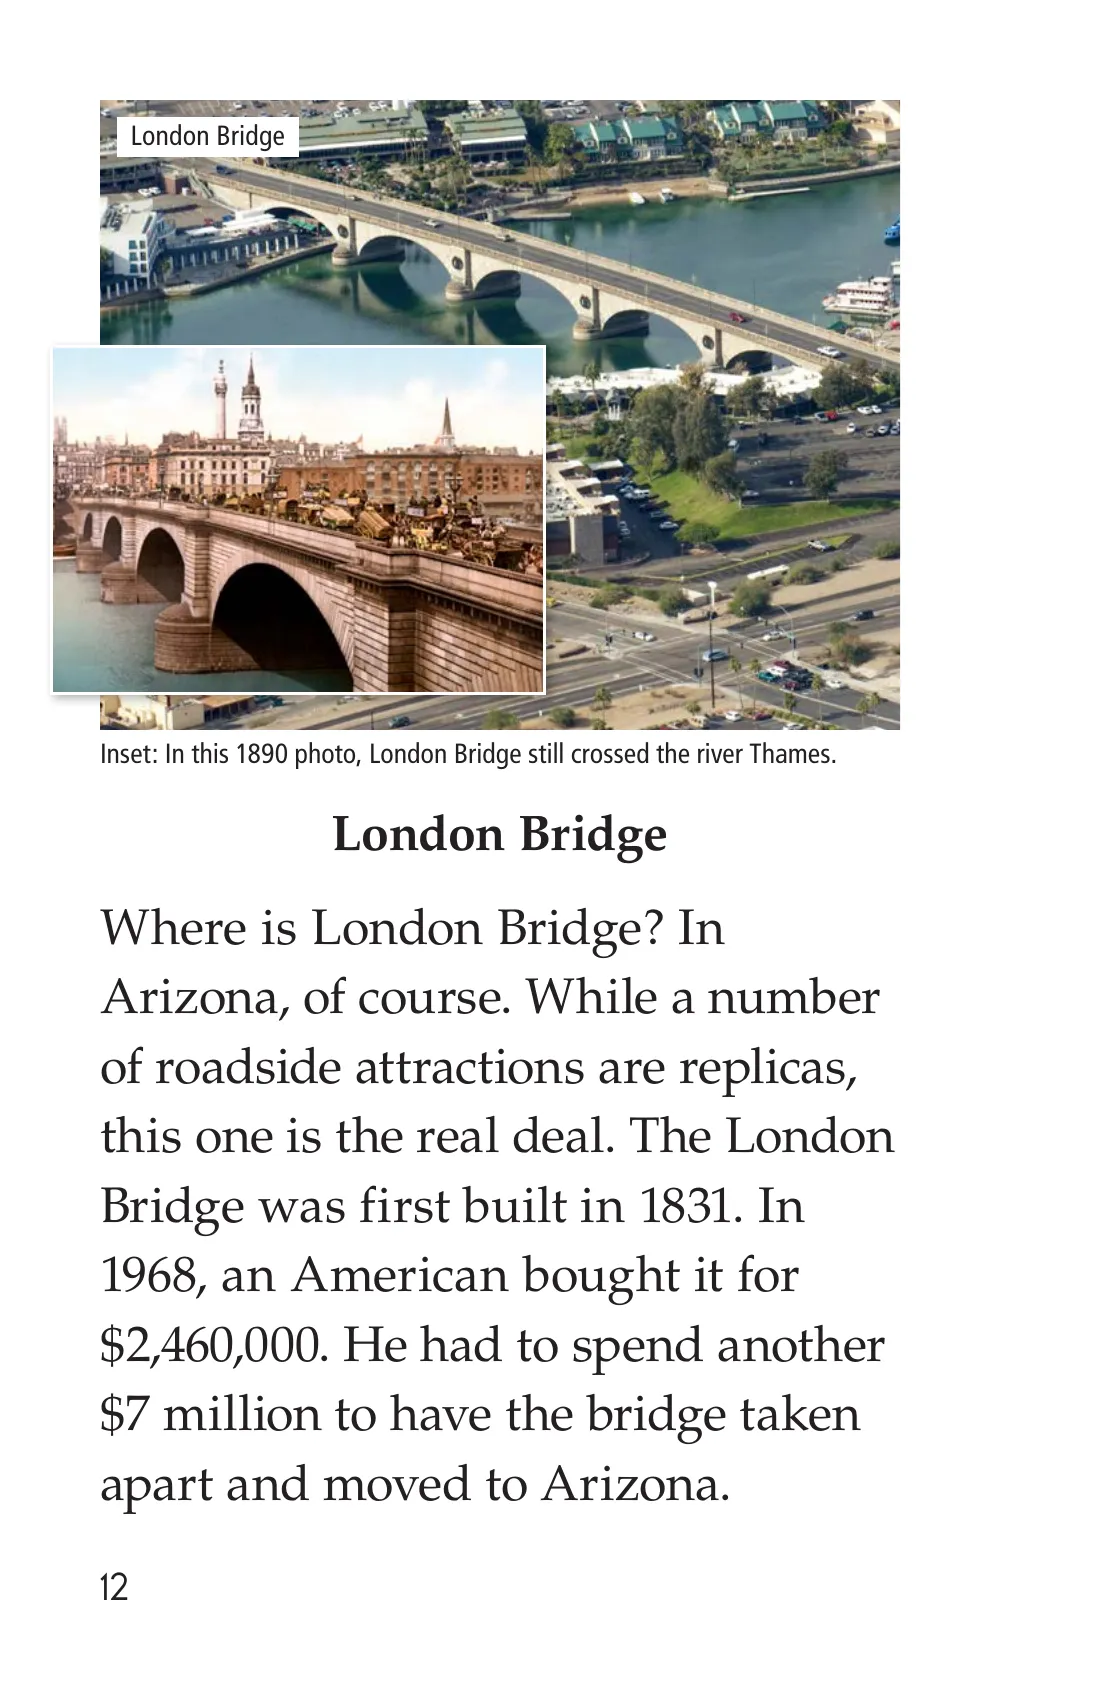 London Bridge
Inset: In this 1890 photo, London Bridge still crossed the river Thames.
London Bridge
Where is London Bridge? In
Arizona, of course. While a number
of roadside attractions are replicas,
this one is the real deal. The London
Bridge was first built in 1831. In
1968, an American bought it for
$2,460,000. He had to spend another
$7 million to have the bridge taken
apart and moved to Arizona.
12